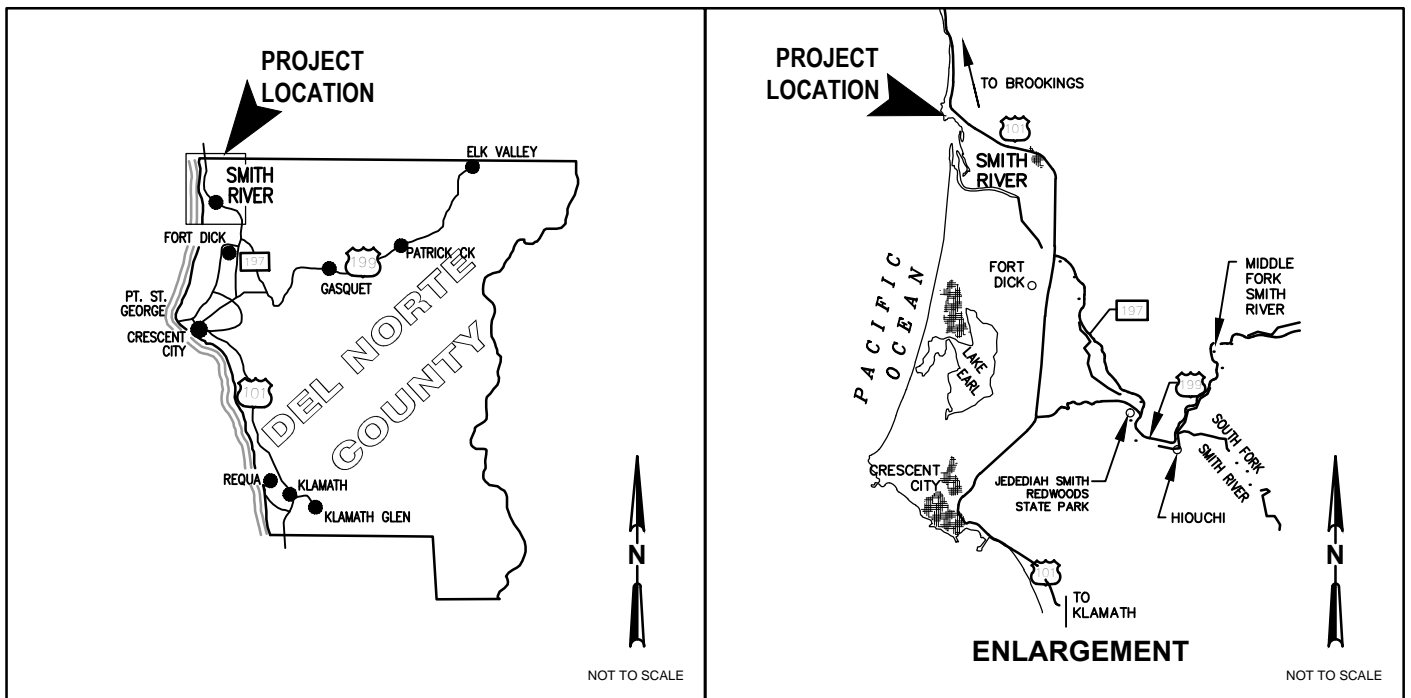 PROJECT
LOCATION
ELK VALLEY
SMITH
RIVER
FORT DICK
197
199
PATRICK CK
GASQUET
PT. ST.
GEORGE
CRESCENT
CITY
101
DEL NORTE
COUNTY
REQUA
KLAMATH
KLAMATH GLEN
N
NOT TO SCALE
PROJECT
LOCATION
TO BROOKINGS
101
SMITH
RIVER
FORT
DICK
MIDDLE
FORK
SMITH
RIVER
197
PACIFIC
OCEAN
LAKE
EARL
199
SOUTH FORK
SMITH RIVER
CRESCENT
CITY
JEDEDIAH SMITH
REDWOODS
STATE PARK
HIOUCHI
101
TO
KLAMATH
N
ENLARGEMENT
NOT TO SCALE